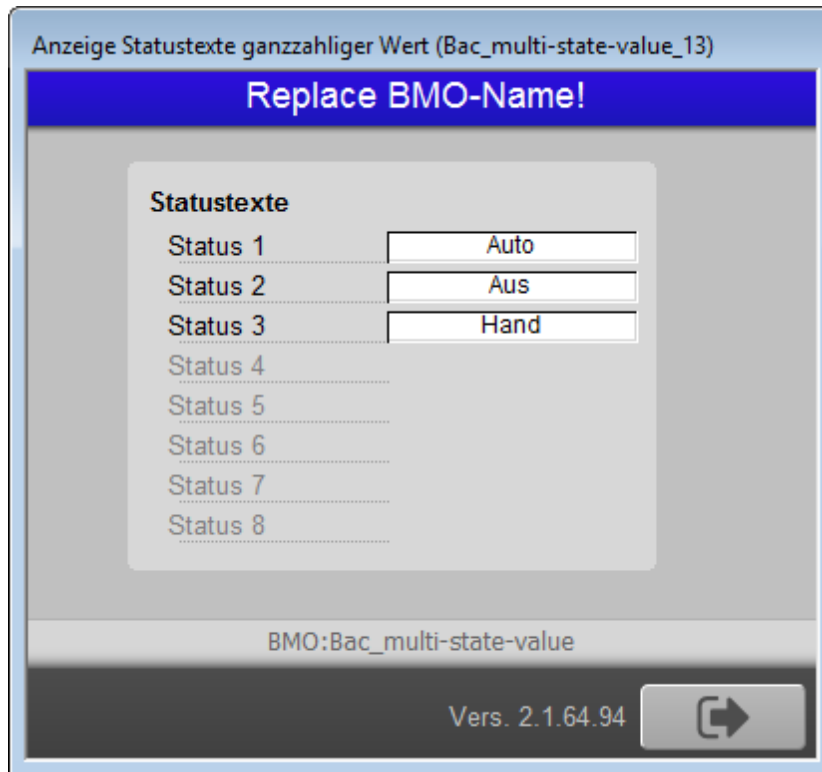 Anzeige Statustexte ganzzahliger Wert (Bac_multi-state-value_13)
Replace BMO-Name!
Statustexte
Status 1 Auto
Status 2 Aus
Status 3 Hand
Status 4
Status 5
Status 6
Status 7
Status 8
BMO:Bac_multi-state-value
Vers. 2.1.64.94